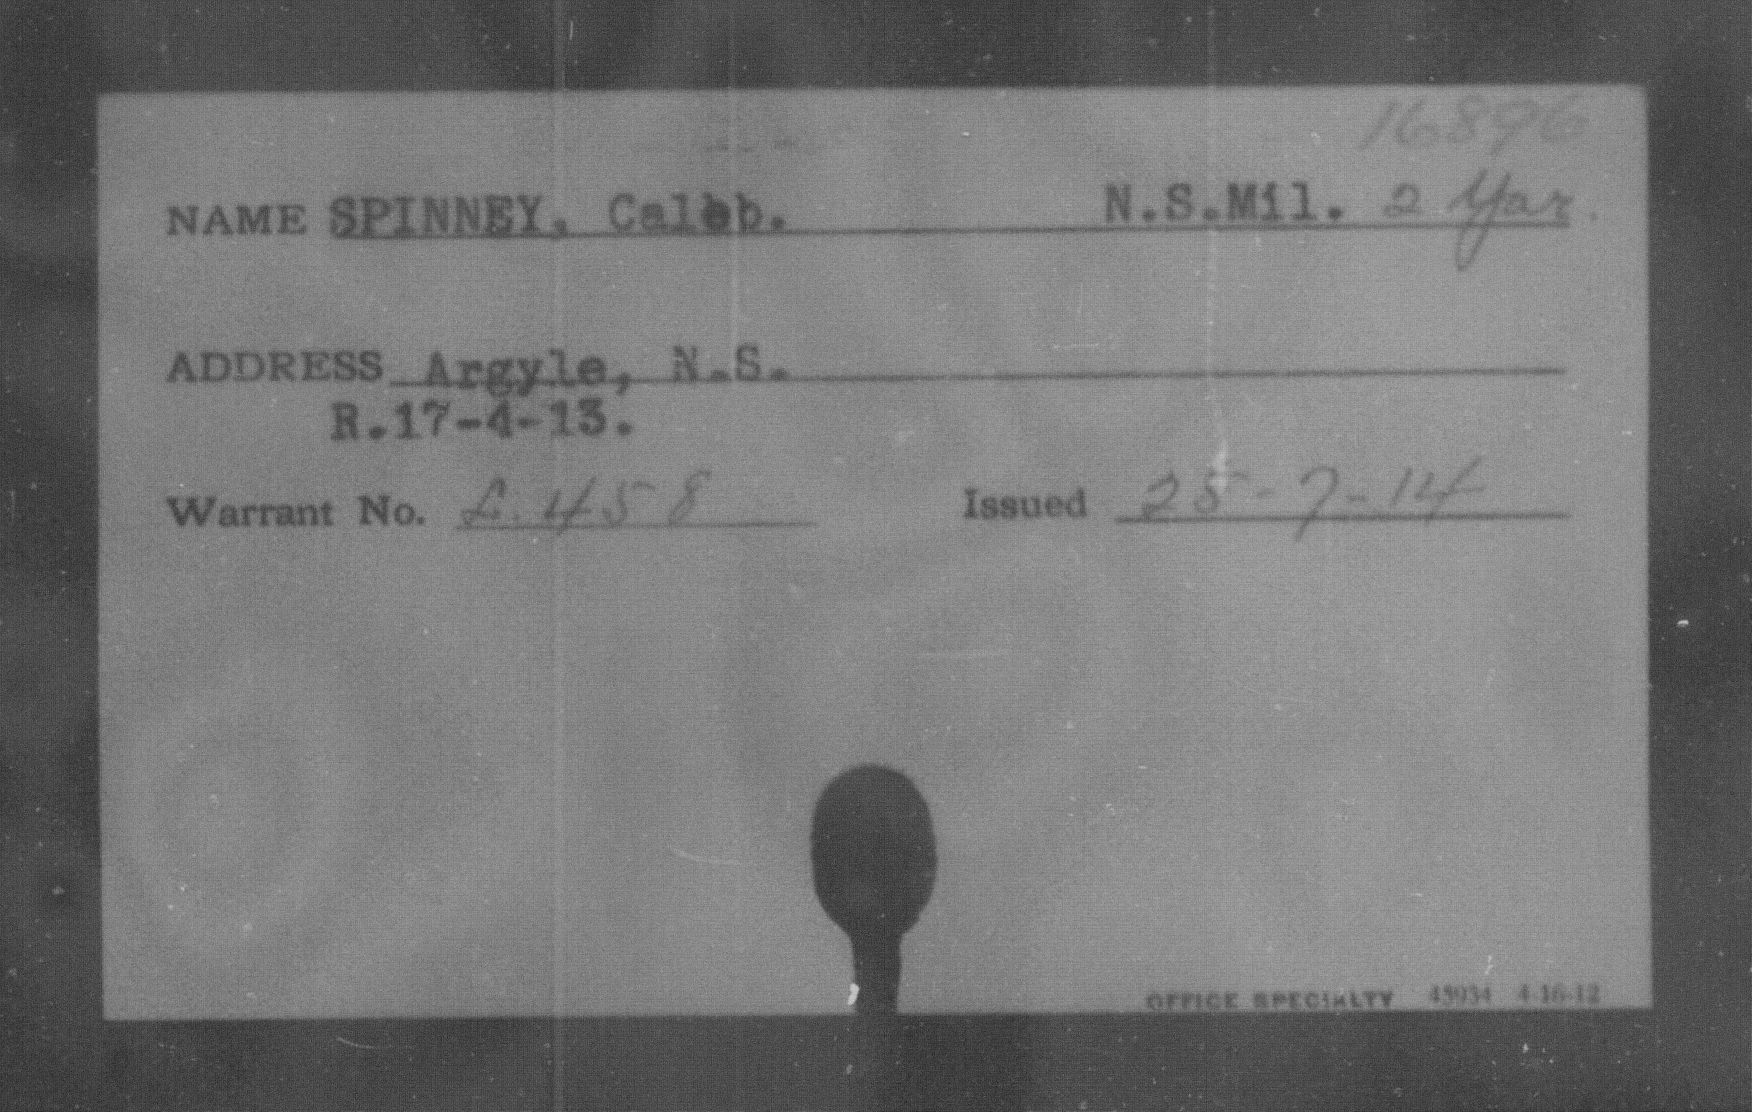 16896
NAME SPINNEY, Caleb. N.S.Mil. 2 Yar.
ADDRESS Argyle, N.S.
R.17-4-13.
Warrant No. £.458 Issued 25-7-14
OFFICE SPECIALTY 43934 4-16-12